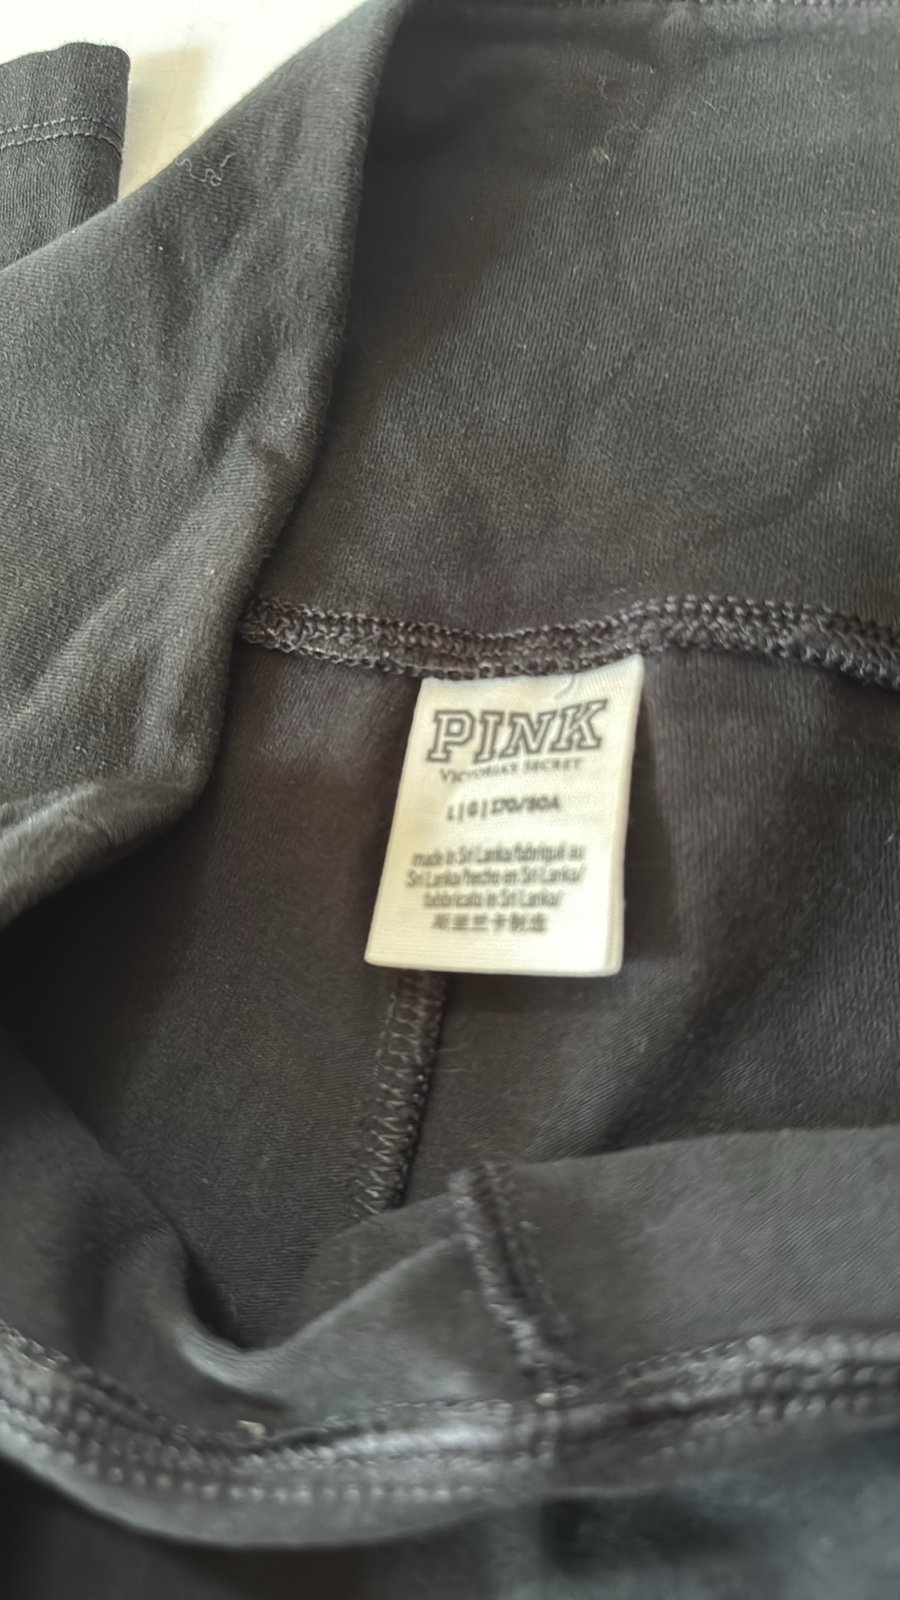 PINK
VICTORIA'S SECRET
L|G|170/80A
made in Sri Lanka/fabriqué au
Sri Lanka/hecho en Sri Lanka/
fabbricato in Sri Lanka/
斯里兰卡制造